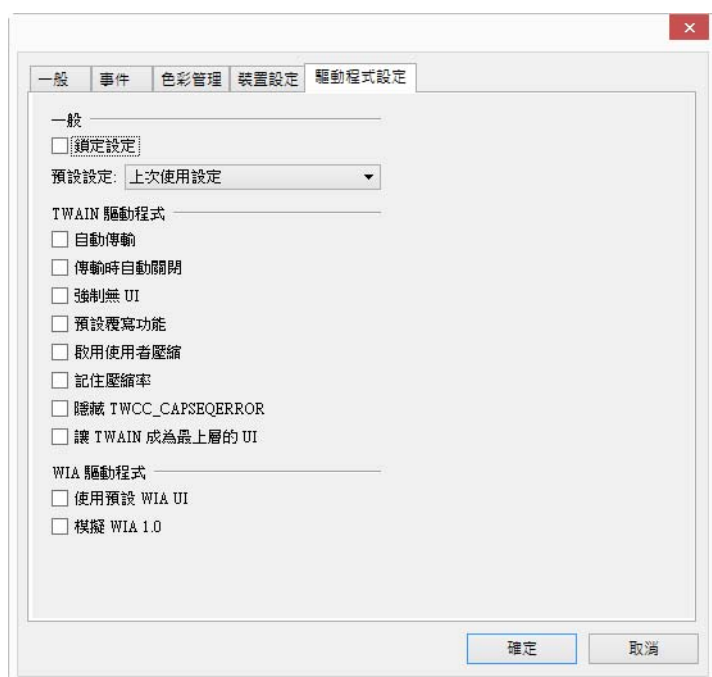 一般 事件 色彩管理 裝置設定 驅動程式設定
一般
鎖定設定
預設設定: 上次使用設定
TWAIN 驅動程式
自動傳輸
傳輸時自動關閉
強制無 UI
預設覆寫功能
啟用使用者壓縮
記住壓縮率
隱藏 TWCC_CAPSEQERROR
讓 TWAIN 成為最上層的 UI
WIA 驅動程式
使用預設 WIA UI
模擬 WIA 1.0
確定 取消